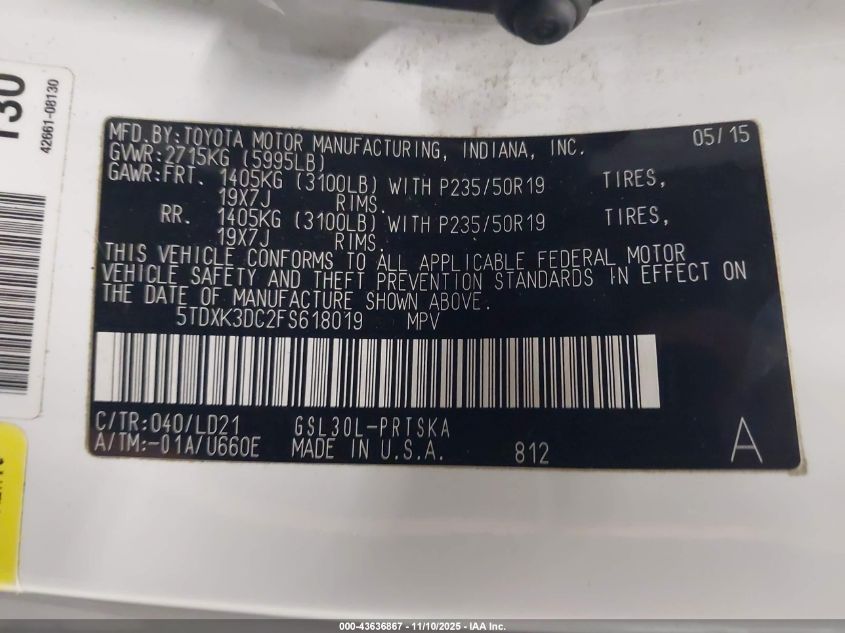 130
42661-08130
MFD.BY:TOYOTA MOTOR MANUFACTURING, INDIANA, INC. 05/15
GVWR:2715KG (5995LB)
GAWR:FRT. 1405KG (3100LB) WITH P235/50R19 TIRES,
19X7J RIMS.
RR. 1405KG (3100LB) WITH P235/50R19 TIRES,
19X7J RIMS.
THIS VEHICLE CONFORMS TO ALL APPLICABLE FEDERAL MOTOR
VEHICLE SAFETY AND THEFT PREVENTION STANDARDS IN EFFECT ON
THE DATE OF MANUFACTURE SHOWN ABOVE.
5TDXK3DC2FS618019 MPV
C/TR:040/LD21 GSL30L-PRTSKA
A/TM:-01A/U660E MADE IN U.S.A. 812 A
000-43636867 — 11/10/2025 — IAA Inc.